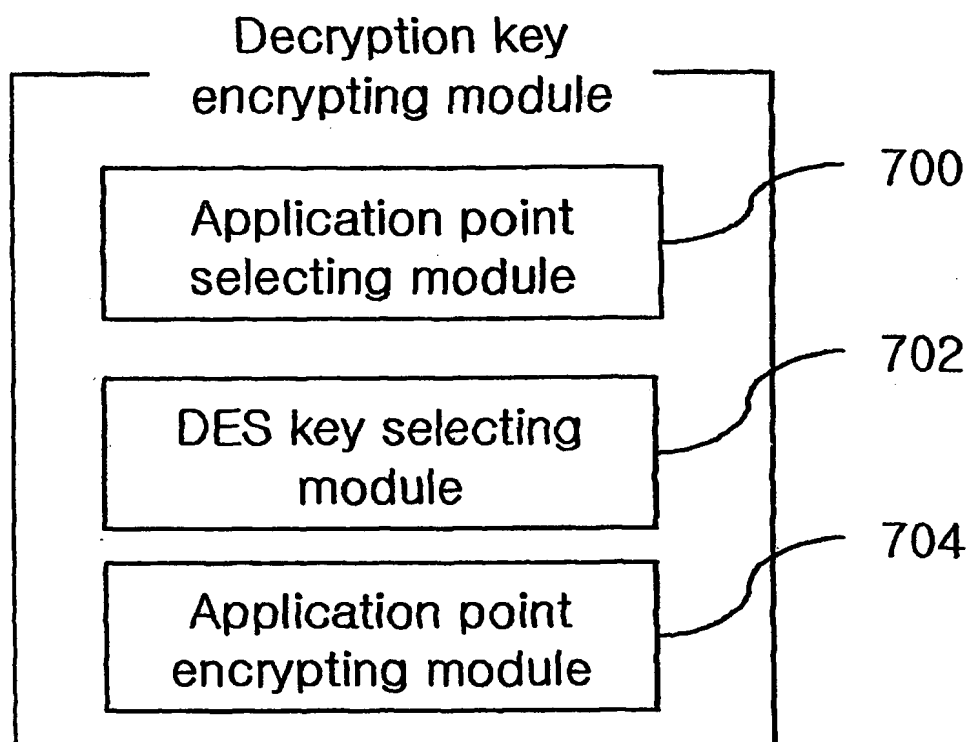 Decryption key
encrypting module
Application point
selecting module
700
DES key selecting
module
702
Application point
encrypting module
704